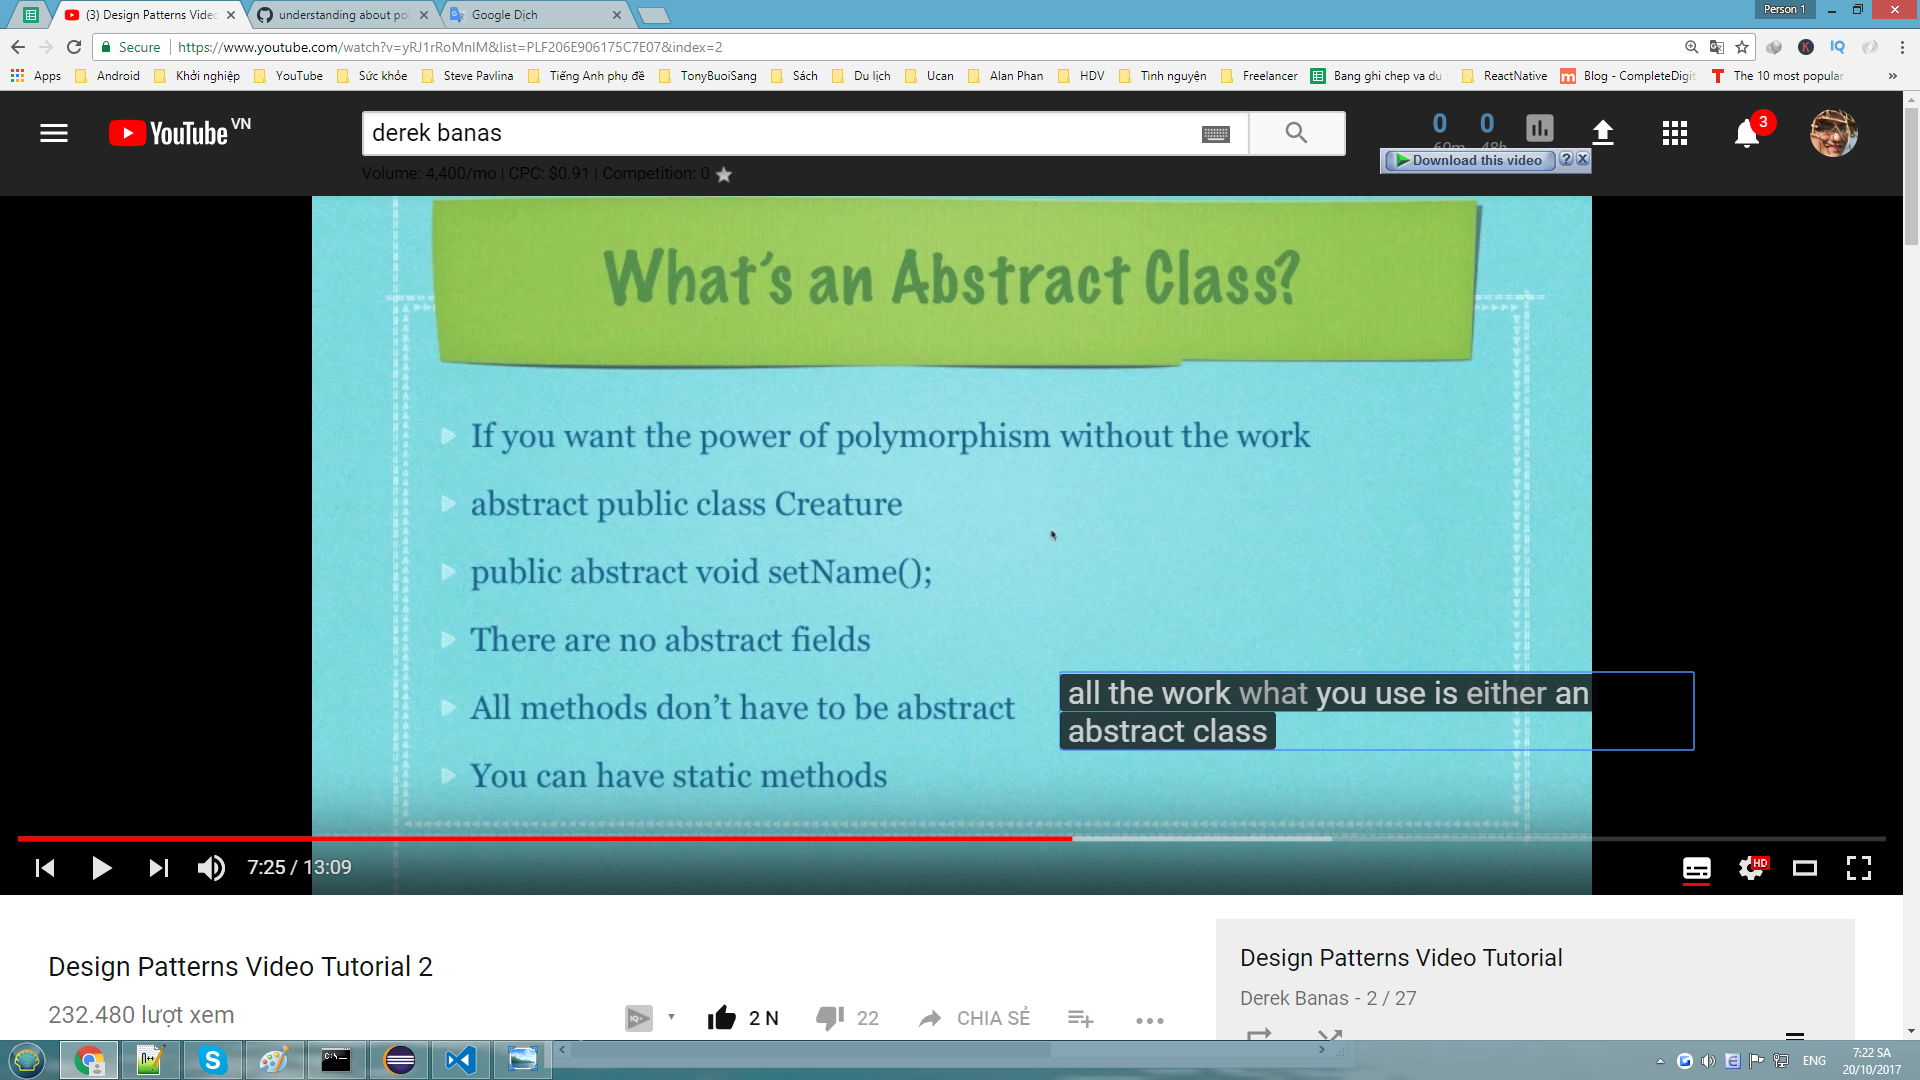 (3) Design Patterns Video
understanding about po
Google Dịch
Person 1
Secure
https://www.youtube.com/watch?v=yRJ1rRoMnIM&list=PLF206E906175C7E07&index=2
Apps
Android
Khởi nghiệp
YouTube
Sức khỏe
Steve Pavlina
Tiếng Anh phụ đề
TonyBuoiSang
Sách
Du lịch
Ucan
Alan Phan
HDV
Tình nguyện
Freelancer
Bang ghi chep va du
ReactNative
Blog - CompleteDigit
The 10 most popular
YouTube VN
derek banas
0 0
60m 48h
3
Download this video
Volume: 4,400/mo | CPC: $0.91 | Competition: 0
What's an Abstract Class?
If you want the power of polymorphism without the work
abstract public class Creature
public abstract void setName();
There are no abstract fields
All methods don't have to be abstract
You can have static methods
all the work what you use is either an
abstract class
7:25 / 13:09
HD
Design Patterns Video Tutorial 2
232.480 lượt xem
2 N
22
CHIA SẺ
Design Patterns Video Tutorial
Derek Banas - 2 / 27
ENG
7:22 SA
20/10/2017